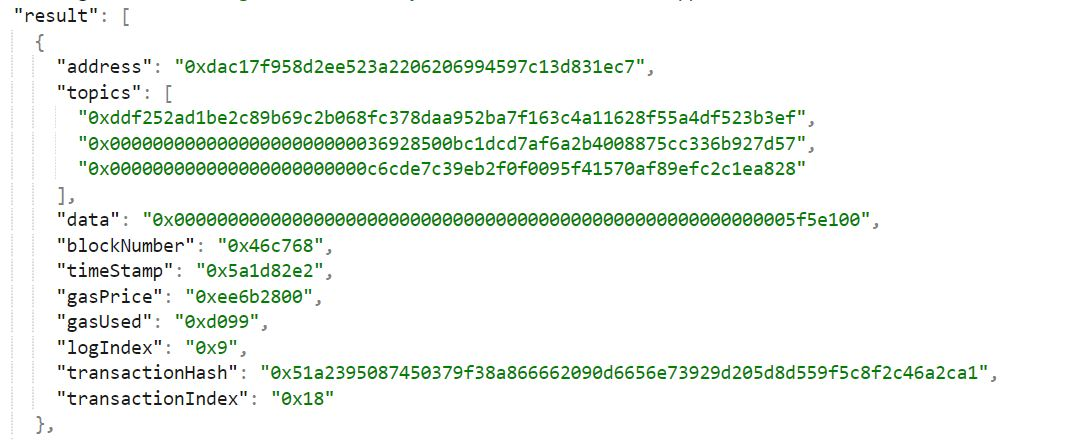 "result": [
{
"address": "0xdac17f958d2ee523a2206206994597c13d831ec7",
"topics": [
"0xddf252ad1be2c89b69c2b068fc378daa952ba7f163c4a11628f55a4df523b3ef",
"0x00000000000000000000000036928500bc1dcd7af6a2b4008875cc336b927d57",
"0x000000000000000000000000c6cde7c39eb2f0f0095f41570af89efc2c1ea828"
],
"data": "0x0000000000000000000000000000000000000000000000000000000005f5e100",
"blockNumber": "0x46c768",
"timeStamp": "0x5a1d82e2",
"gasPrice": "0xee6b2800",
"gasUsed": "0xd099",
"logIndex": "0x9",
"transactionHash": "0x51a2395087450379f38a866662090d6656e73929d205d8d559f5c8f2c46a2ca1",
"transactionIndex": "0x18"
},